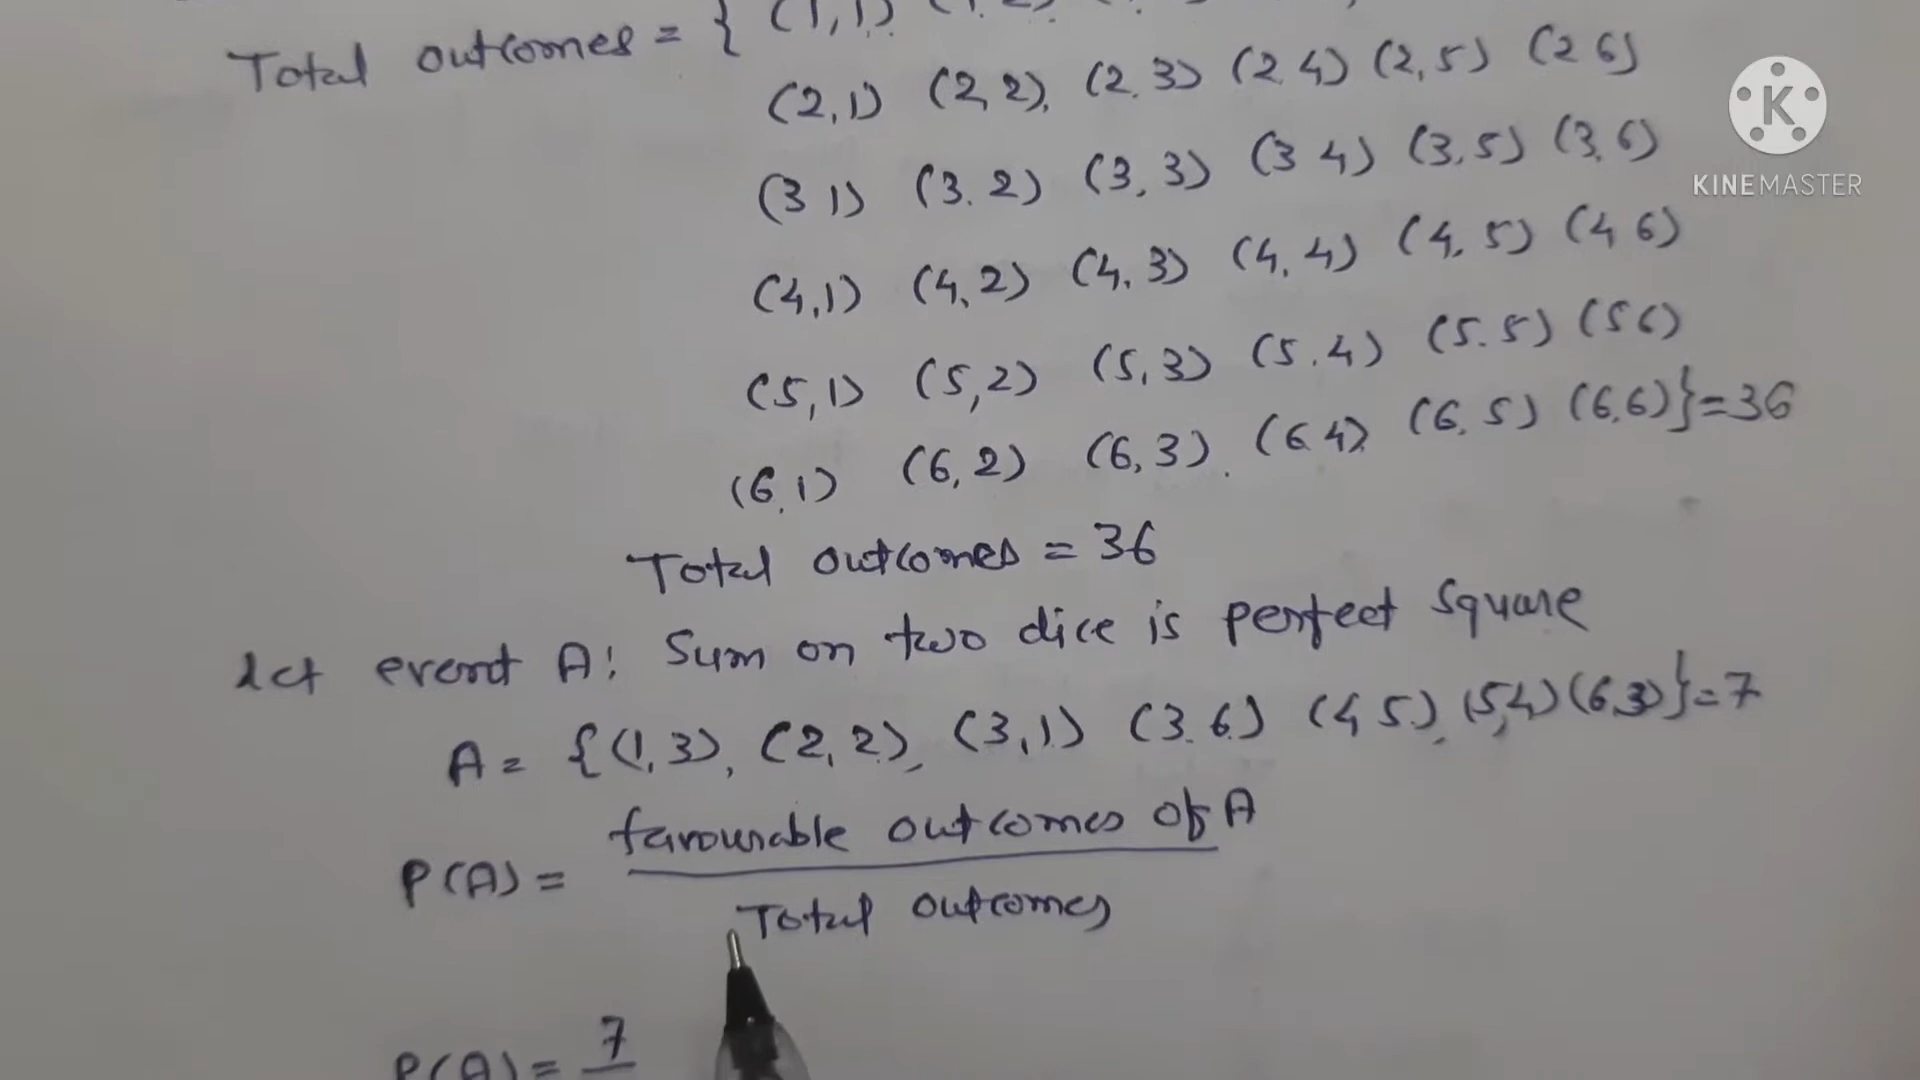 Total outcomes = { (1,1)
(2,1) (2,2), (2.3) (2 4) (2,5) (2 6)
(3 1) (3.2) (3,3) (3 4) (3,5) (3,6)
(4,1) (4,2) (4,3) (4,4) (4,5) (4 6)
(5,1) (5,2) (5,3) (5.4) (5.5) (5 6)
(6,1) (6,2) (6,3), (6 4) (6,5) (6,6)} = 36
Total outcomes = 36
let event A: Sum on two dice is perfect square
A = {(1,3), (2,2), (3,1) (3.6) (4 5), (5,4) (6,3)} = 7
P(A) = favourable outcomes of A
Total outcomes
P(A) = 7
K
KINEMASTER